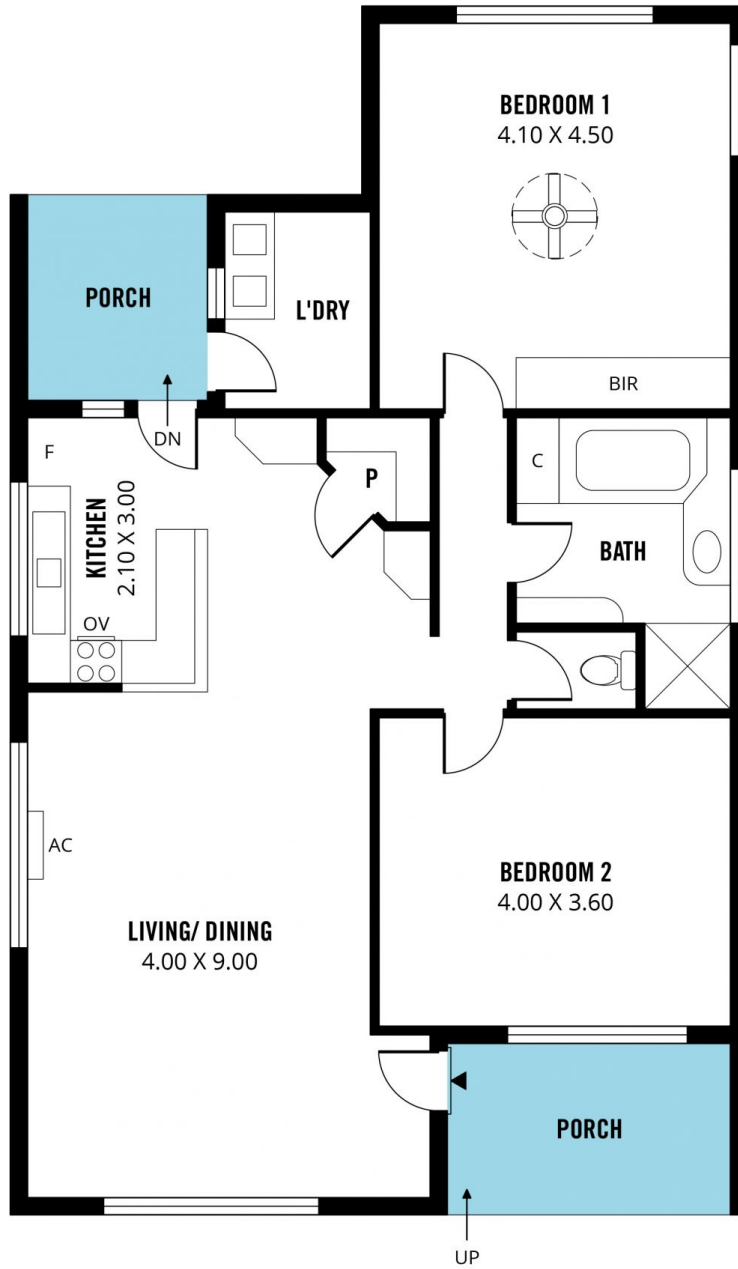 BEDROOM 1
4.10 X 4.50
PORCH
L'DRY
BIR
DN
F
KITCHEN
2.10 X 3.00
P
C
BATH
OV
AC
BEDROOM 2
4.00 X 3.60
LIVING/ DINING
4.00 X 9.00
PORCH
UP